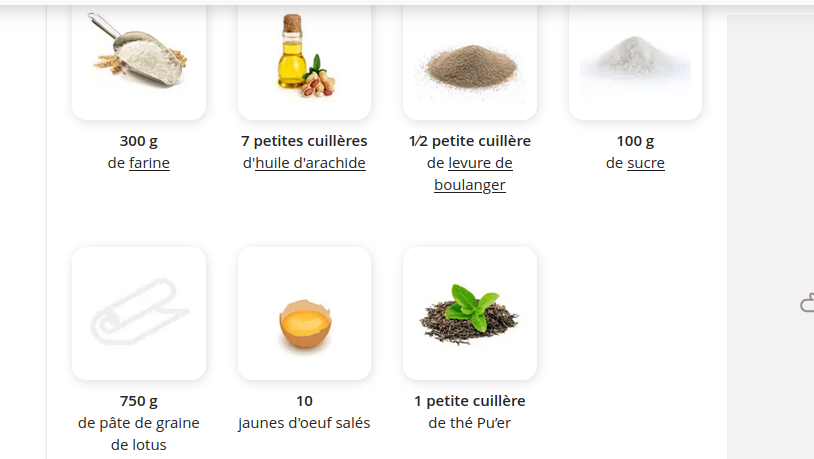 300 g
de farine
7 petites cuillères
d'huile d'arachide
1⁄2 petite cuillère
de levure de
boulanger
100 g
de sucre
750 g
de pâte de graine
de lotus
10
jaunes d'oeuf salés
1 petite cuillère
de thé Pu’er